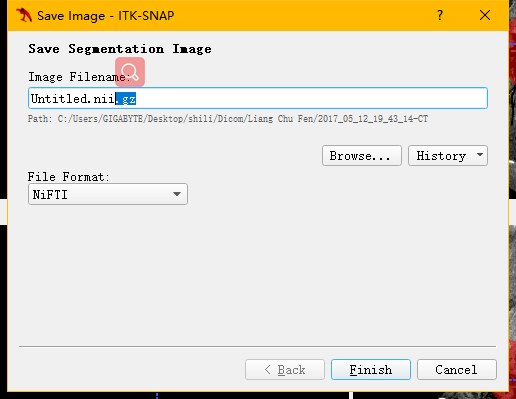 Save Image - ITK-SNAP
Save Segmentation Image
Image Filename:
Untitled.nii.gz
Path: C:/Users/GIGABYTE/Desktop/shili/Dicom/Liang Chu Fen/2017_05_12_19_43_14-CT
Browse... History
File Format:
NiFTI
< Back Finish Cancel